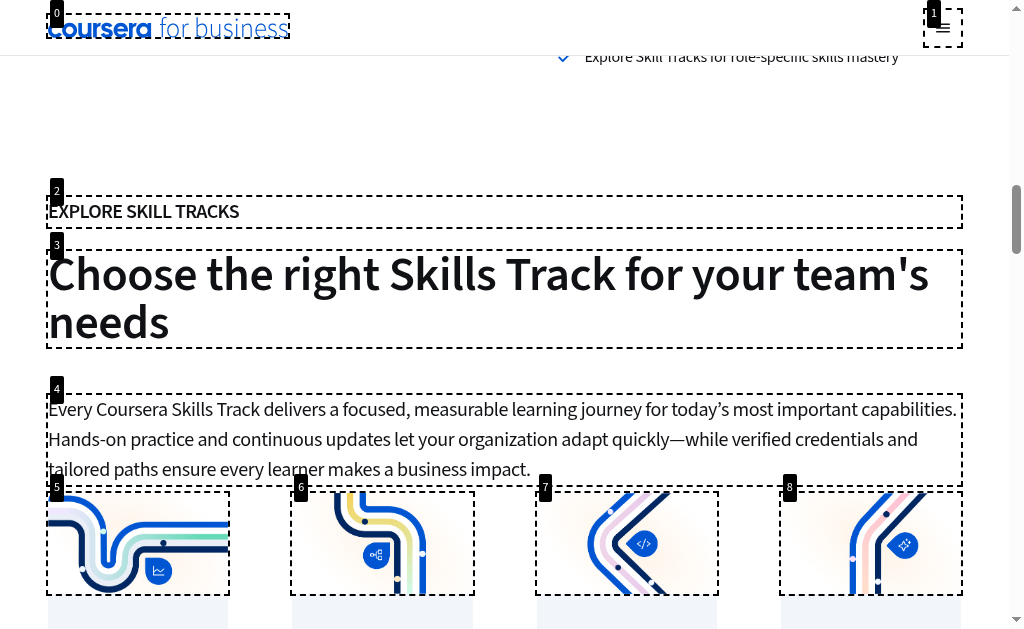 coursera for business
Explore Skill Tracks for role-specific skills mastery
EXPLORE SKILL TRACKS
Choose the right Skills Track for your team's
needs
Every Coursera Skills Track delivers a focused, measurable learning journey for today’s most important capabilities.
Hands-on practice and continuous updates let your organization adapt quickly—while verified credentials and
tailored paths ensure every learner makes a business impact.
0
1
2
3
4
5
6
7
8